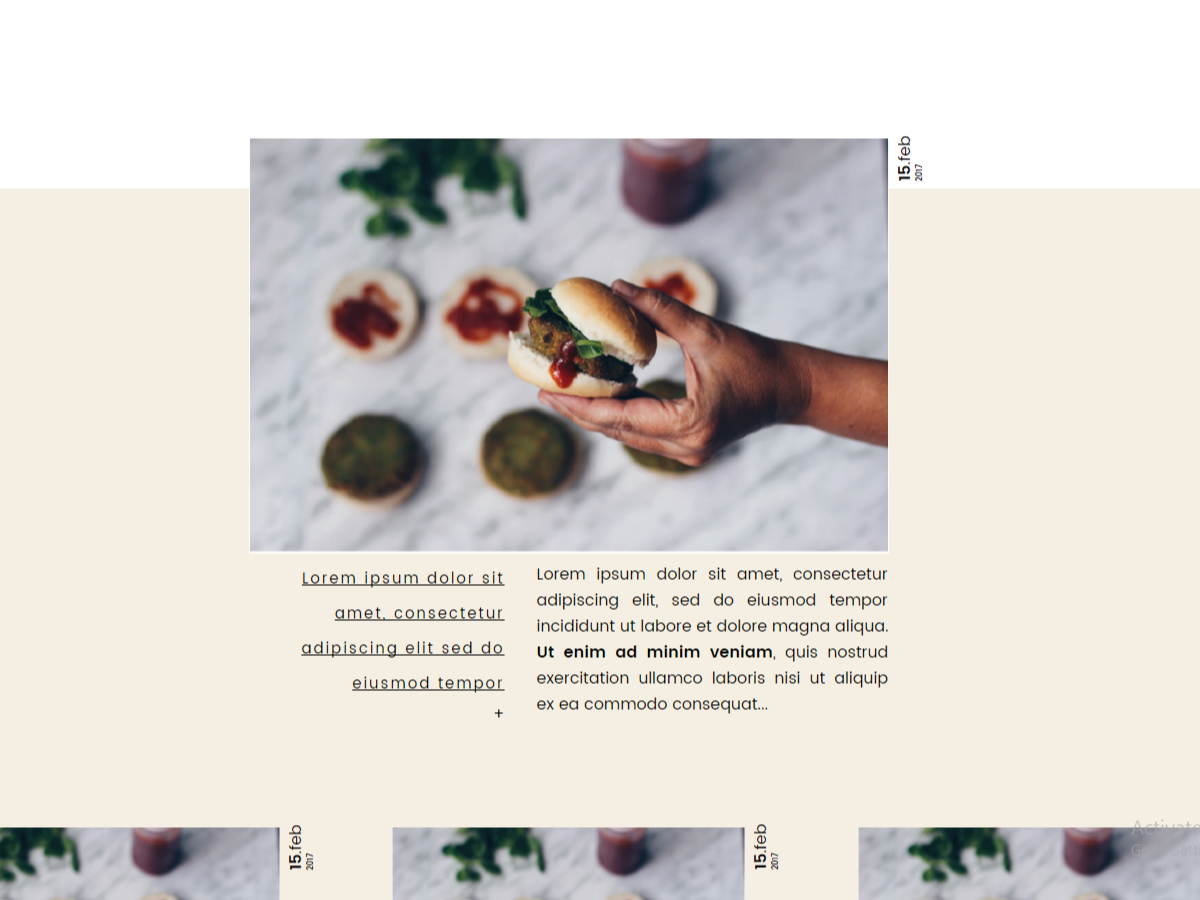 15.feb
2017
Lorem ipsum dolor sit
amet, consectetur
adipiscing elit sed do
eiusmod tempor
+
Lorem ipsum dolor sit amet, consectetur
adipiscing elit, sed do eiusmod tempor
incididunt ut labore et dolore magna aliqua.
Ut enim ad minim veniam, quis nostrud
exercitation ullamco laboris nisi ut aliquip
ex ea commodo consequat...
15.feb
2017
15.feb
2017
Activate